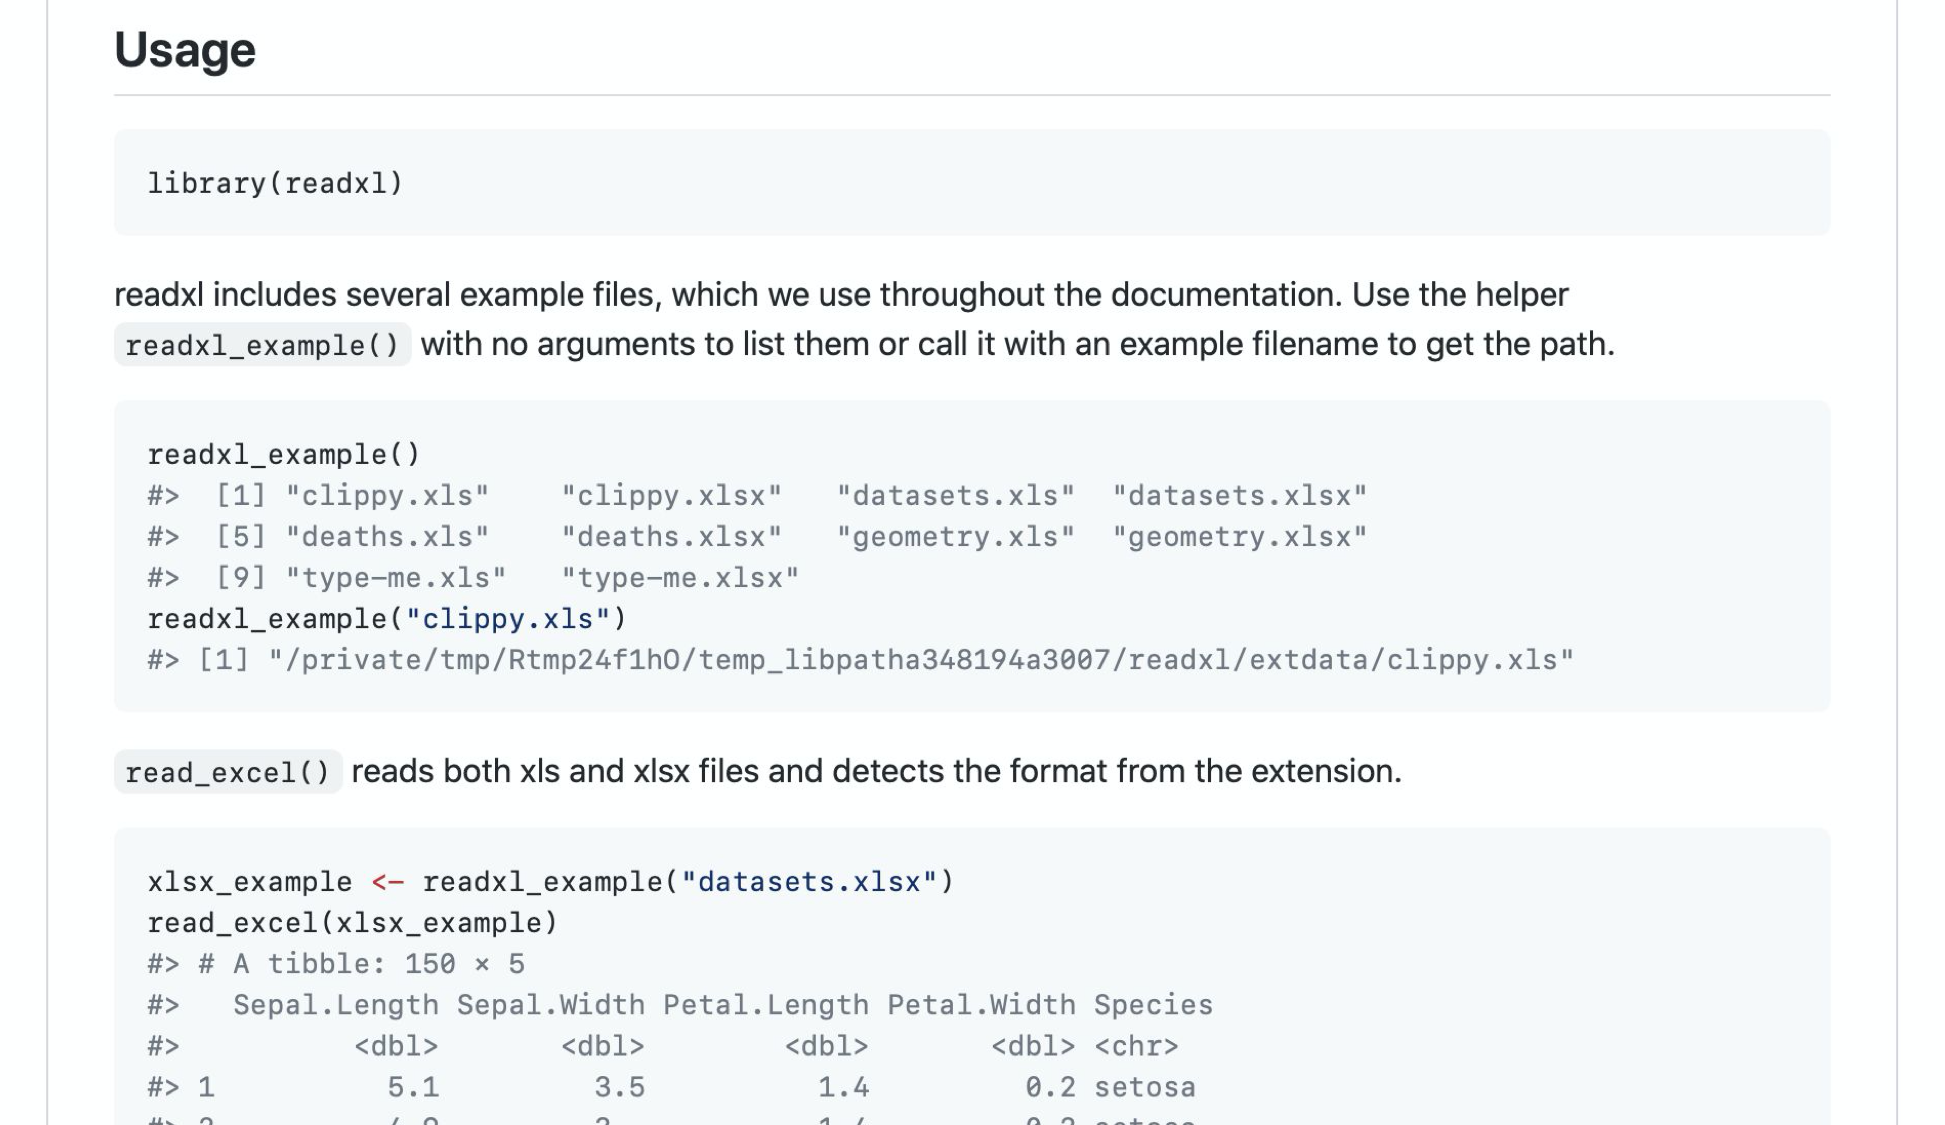 Usage
library(readxl)
readxl includes several example files, which we use throughout the documentation. Use the helper
readxl_example() with no arguments to list them or call it with an example filename to get the path.
readxl_example()
#>  [1] "clippy.xls"    "clippy.xlsx"   "datasets.xls"  "datasets.xlsx"
#>  [5] "deaths.xls"    "deaths.xlsx"   "geometry.xls"  "geometry.xlsx"
#>  [9] "type-me.xls"   "type-me.xlsx"
readxl_example("clippy.xls")
#> [1] "/private/tmp/Rtmp24f1hO/temp_libpatha348194a3007/readxl/extdata/clippy.xls"
read_excel() reads both xls and xlsx files and detects the format from the extension.
xlsx_example <- readxl_example("datasets.xlsx")
read_excel(xlsx_example)
#> # A tibble: 150 × 5
#>   Sepal.Length Sepal.Width Petal.Length Petal.Width Species
#>          <dbl>       <dbl>        <dbl>       <dbl> <chr>
#> 1          5.1         3.5          1.4         0.2 setosa